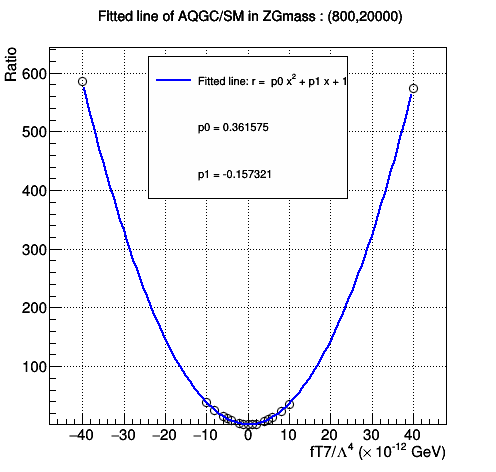 FItted line of AQGC/SM in ZGmass : (800,20000)
Ratio
600
500
400
300
200
100
Fitted line: r = p0 x² + p1 x + 1
p0 = 0.361575
p1 = -0.157321
−40 −30 −20 −10 0 10 20 30 40
fT7/Λ⁴ (× 10⁻¹² GeV)